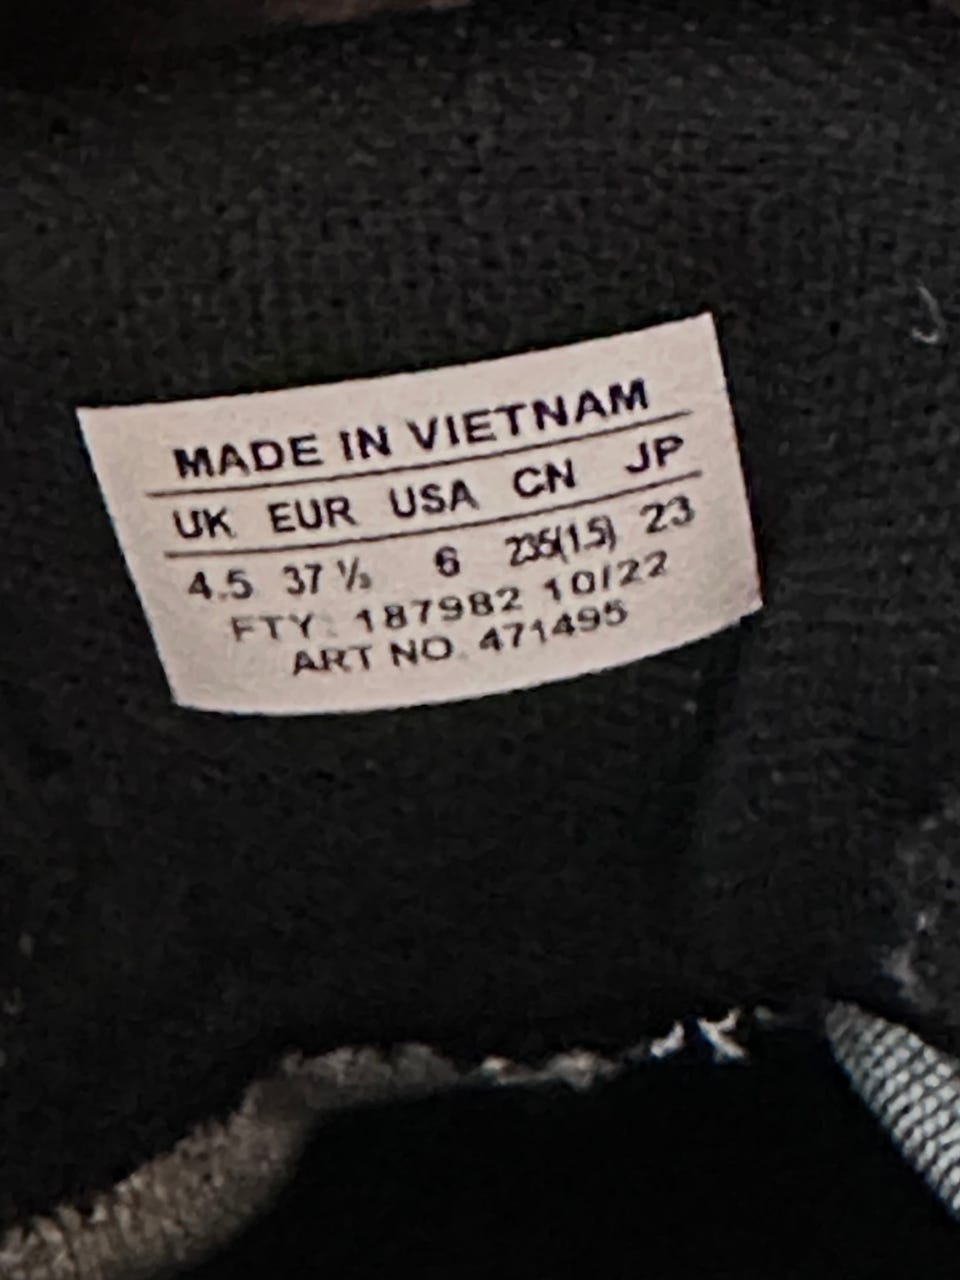 MADE IN VIETNAM
UK EUR USA CN JP
4.5 37 ⅓ 6 235(1.5) 23
FTY: 187982 10/22
ART NO. 471495